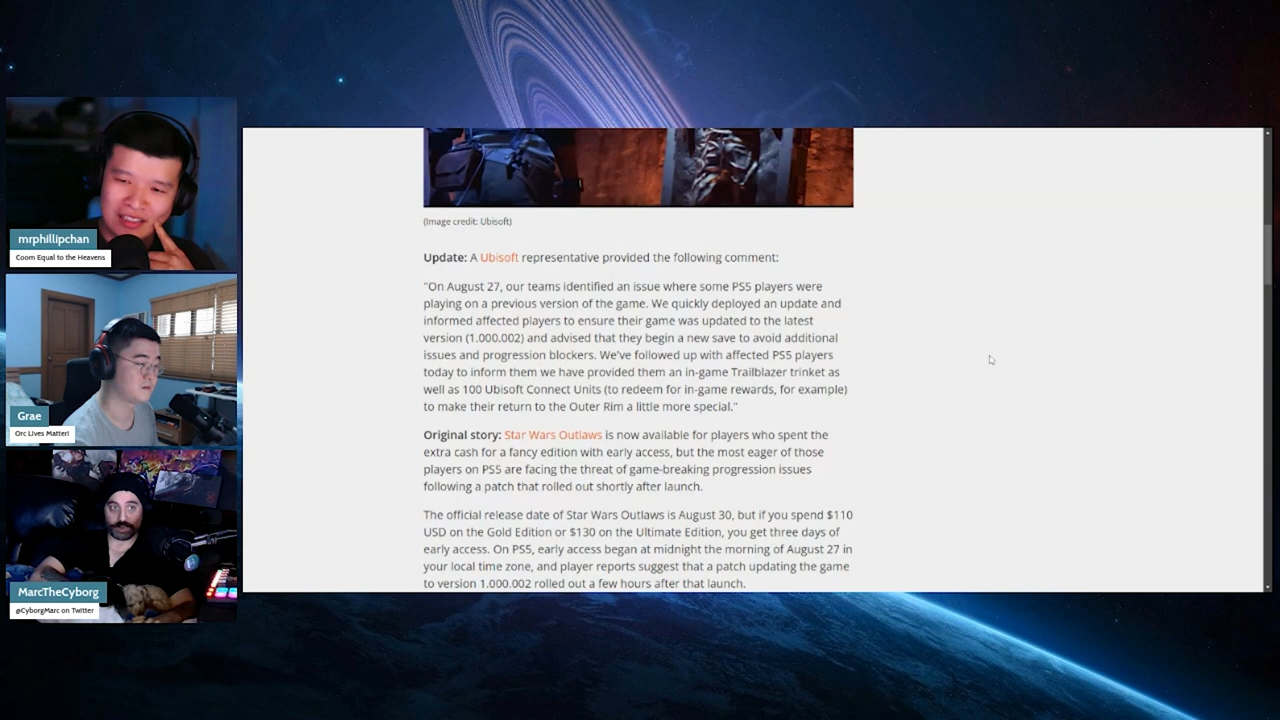 mrphillipchan
Coom Equal to the Heavens
Grae
Orc Lives Matter!
MarcTheCyborg
@CyborgMarc on Twitter
(Image credit: Ubisoft)
Update: A Ubisoft representative provided the following comment:
"On August 27, our teams identified an issue where some PS5 players were
playing on a previous version of the game. We quickly deployed an update and
informed affected players to ensure their game was updated to the latest
version (1.000.002) and advised that they begin a new save to avoid additional
issues and progression blockers. We've followed up with affected PS5 players
today to inform them we have provided them an in-game Trailblazer trinket as
well as 100 Ubisoft Connect Units (to redeem for in-game rewards, for example)
to make their return to the Outer Rim a little more special."
Original story: Star Wars Outlaws is now available for players who spent the
extra cash for a fancy edition with early access, but the most eager of those
players on PS5 are facing the threat of game-breaking progression issues
following a patch that rolled out shortly after launch.
The official release date of Star Wars Outlaws is August 30, but if you spend $110
USD on the Gold Edition or $130 on the Ultimate Edition, you get three days of
early access. On PS5, early access began at midnight the morning of August 27 in
your local time zone, and player reports suggest that a patch updating the game
to version 1.000.002 rolled out a few hours after that launch.